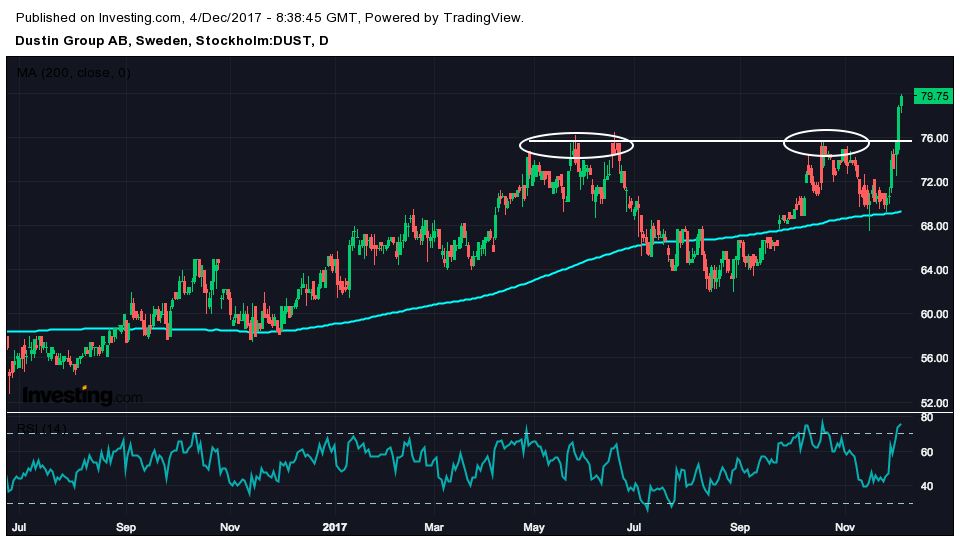 Published on Investing.com, 4/Dec/2017 - 8:38:45 GMT, Powered by TradingView.
Dustin Group AB, Sweden, Stockholm:DUST, D
MA (200, close, 0)
79.75
76.00
72.00
68.00
64.00
60.00
56.00
52.00
Investing.com
RSI (14)
80
60
40
Jul Sep Nov 2017 Mar May Jul Sep Nov